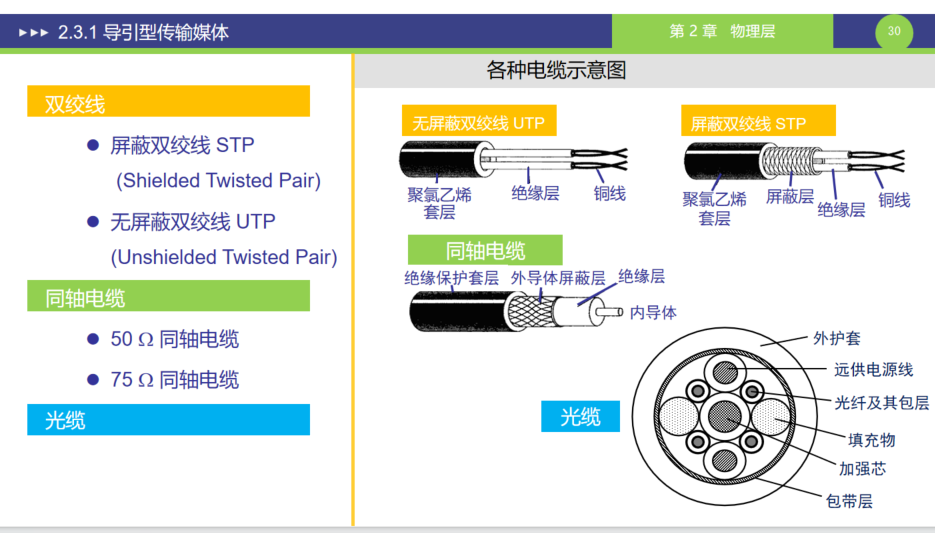 ▸▸▸ 2.3.1 导引型传输媒体
第 2 章 物理层
30
双绞线
● 屏蔽双绞线 STP
(Shielded Twisted Pair)
● 无屏蔽双绞线 UTP
(Unshielded Twisted Pair)
同轴电缆
● 50 Ω 同轴电缆
● 75 Ω 同轴电缆
光缆
各种电缆示意图
无屏蔽双绞线 UTP
聚氯乙烯
套层
绝缘层
铜线
屏蔽双绞线 STP
聚氯乙烯
套层
屏蔽层
绝缘层
铜线
同轴电缆
绝缘保护套层
外导体屏蔽层
绝缘层
内导体
光缆
外护套
远供电源线
光纤及其包层
填充物
加强芯
包带层